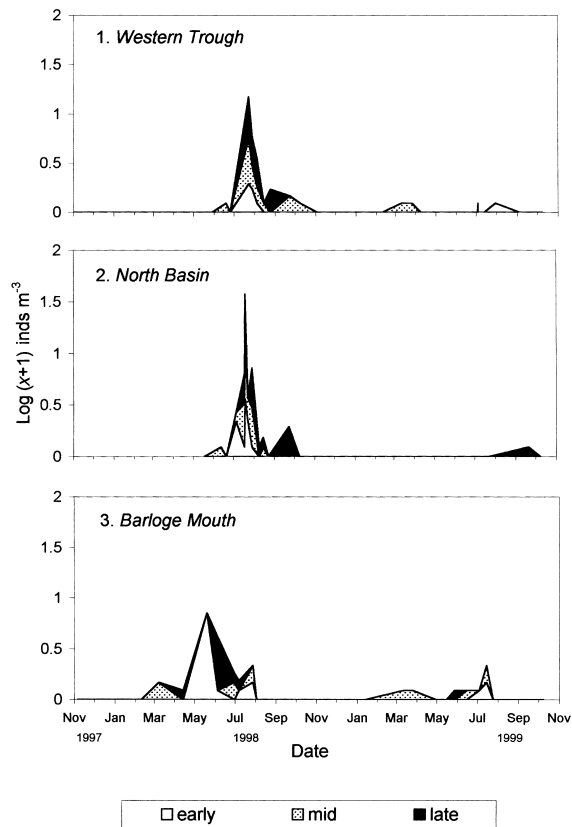 2
1. Western Trough
1.5
1
0.5
0
2
2. North Basin
1.5
1
0.5
0
Log (x+1) inds m-3
2
3. Barloge Mouth
1.5
1
0.5
0
Nov Jan Mar May Jul Sep Nov Jan Mar May Jul Sep Nov
1997 1998 1999
Date
early mid late